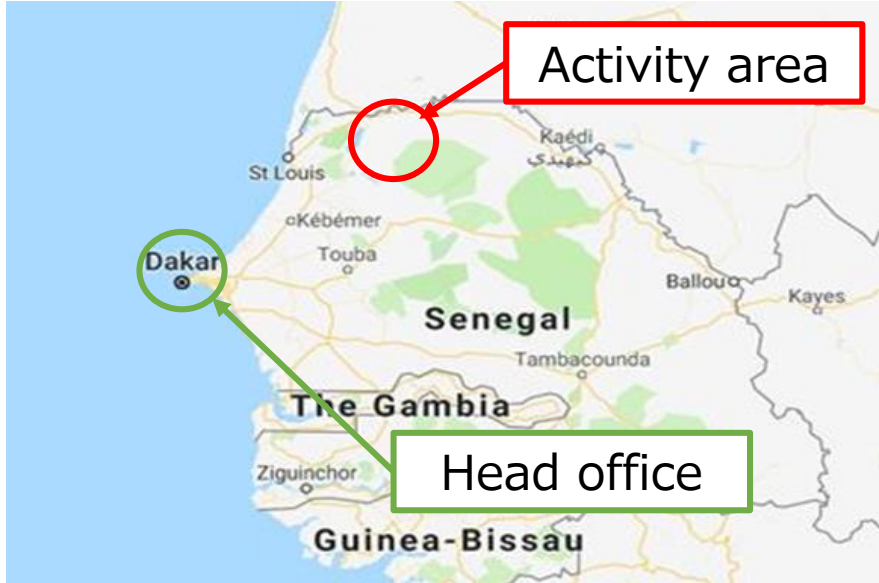 Activity area
Kaédi
كيهيدي
St Louis
Kébémer
Dakar
Touba
Ballou
Kayes
Senegal
Tambacounda
The Gambia
Head office
Ziguinchor
Guinea-Bissau